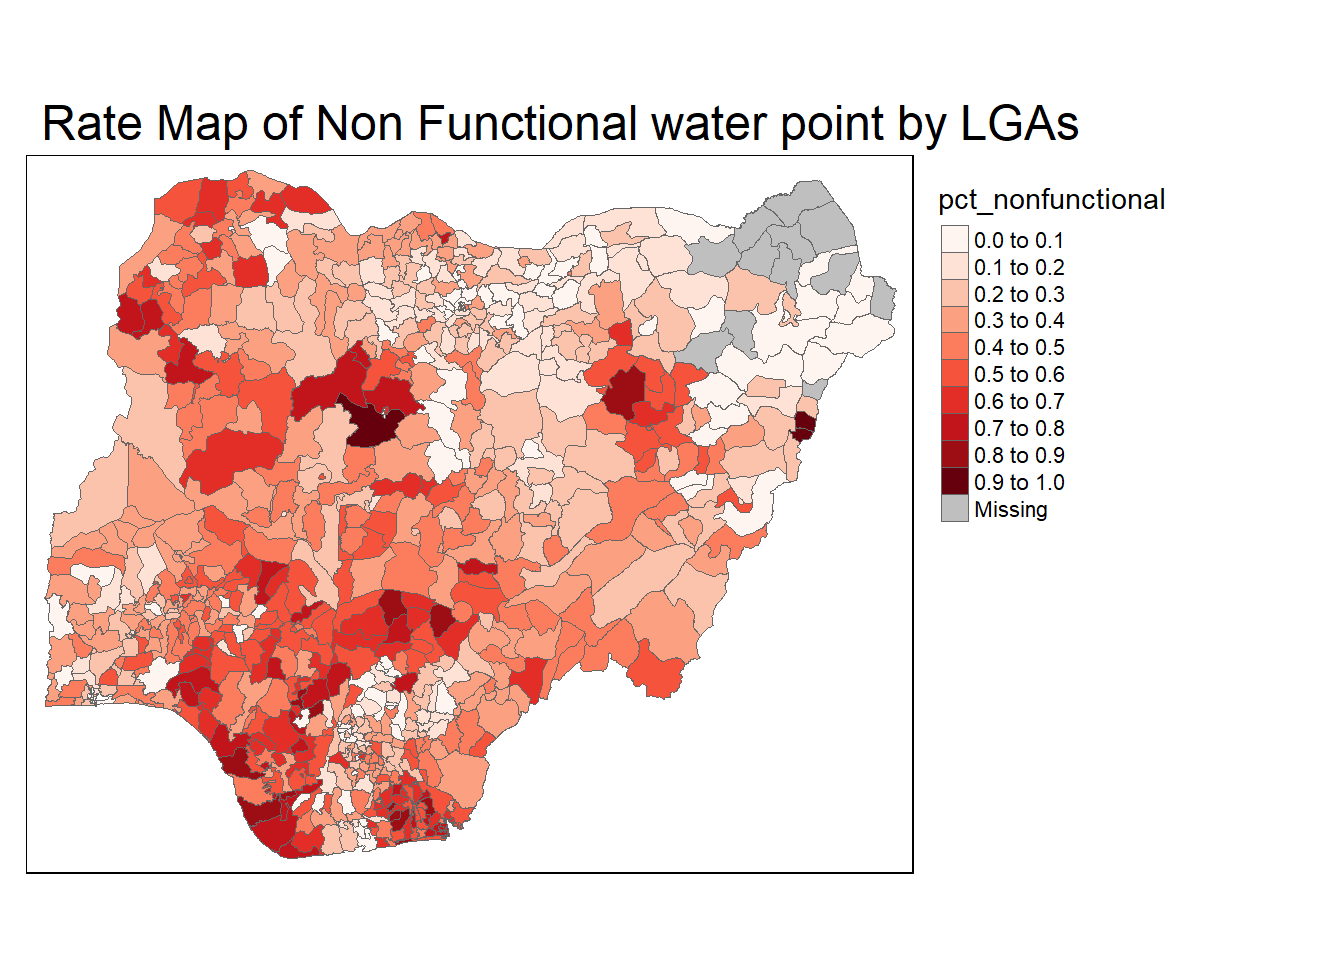 Rate Map of Non Functional water point by LGAs
pct_nonfunctional
0.0 to 0.1
0.1 to 0.2
0.2 to 0.3
0.3 to 0.4
0.4 to 0.5
0.5 to 0.6
0.6 to 0.7
0.7 to 0.8
0.8 to 0.9
0.9 to 1.0
Missing